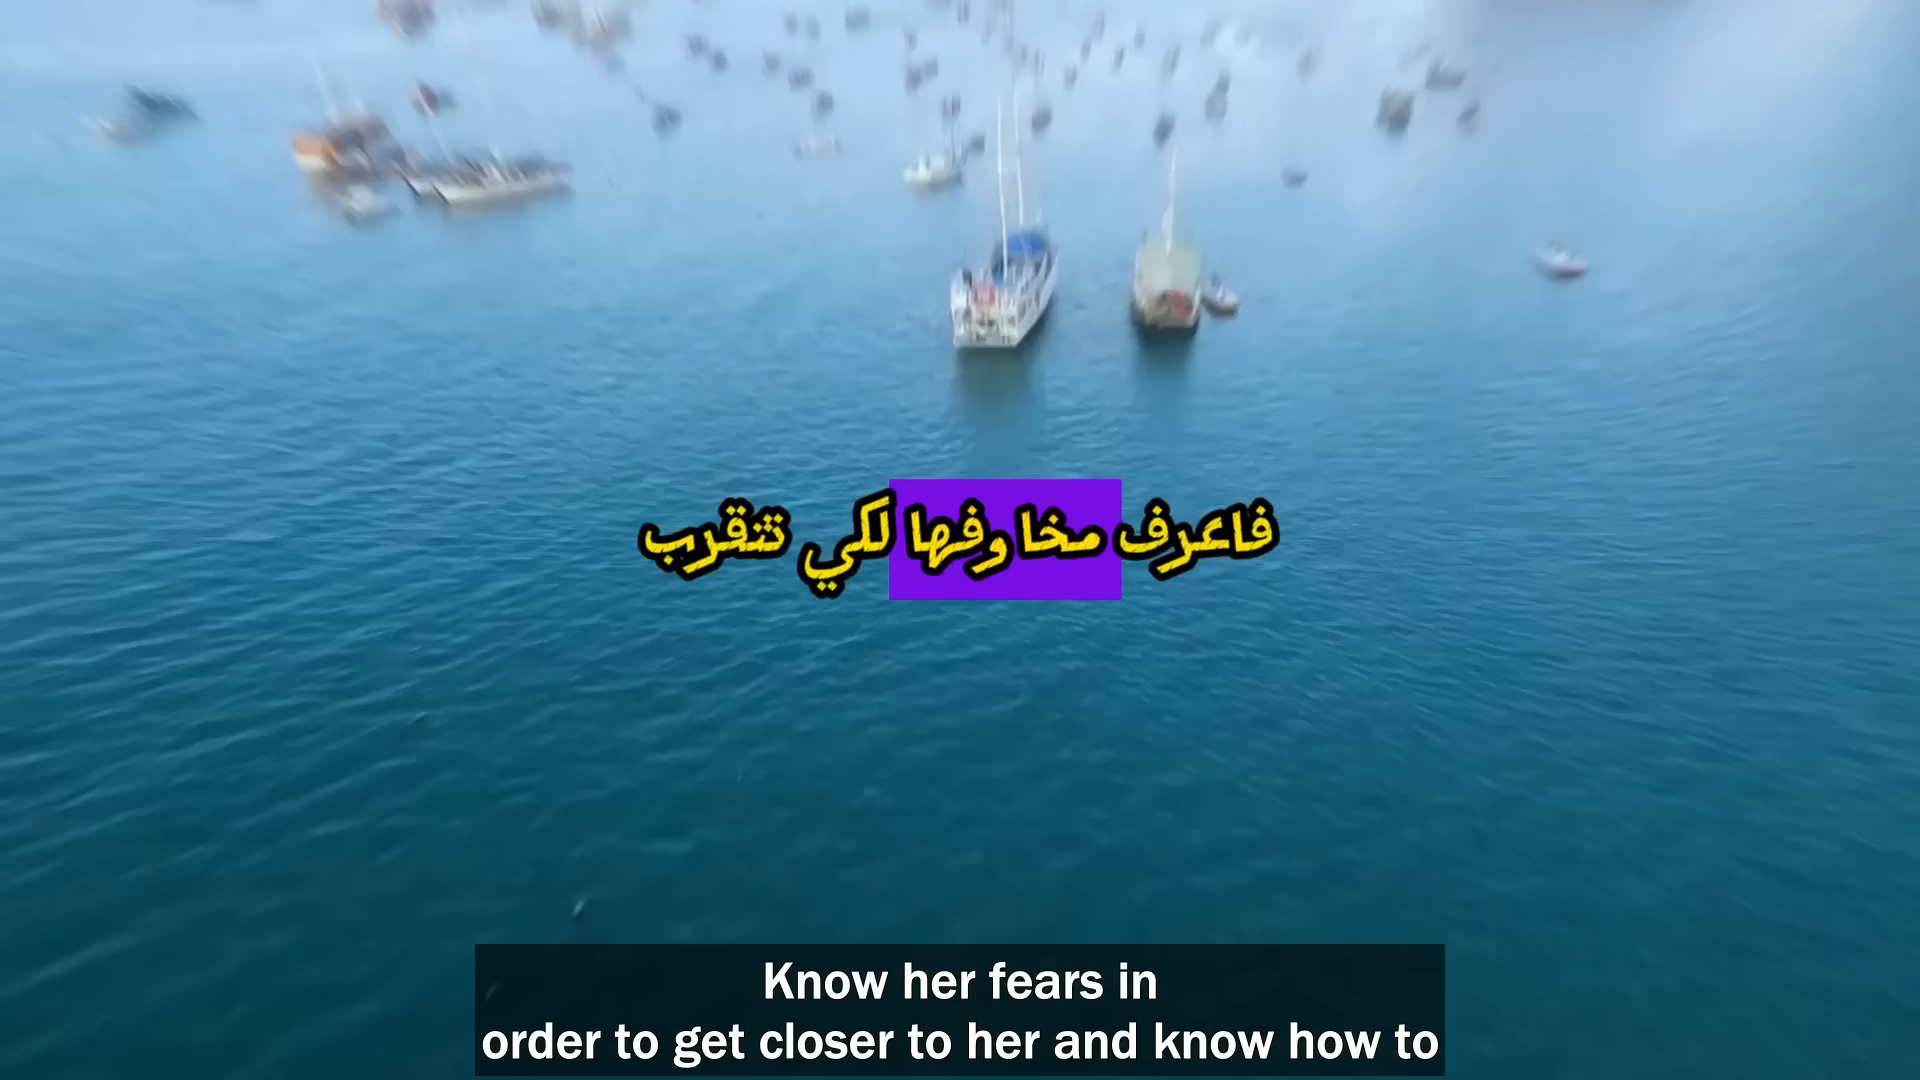 فاعرف مخاوفها لكي تتقرب
Know her fears in
order to get closer to her and know how to